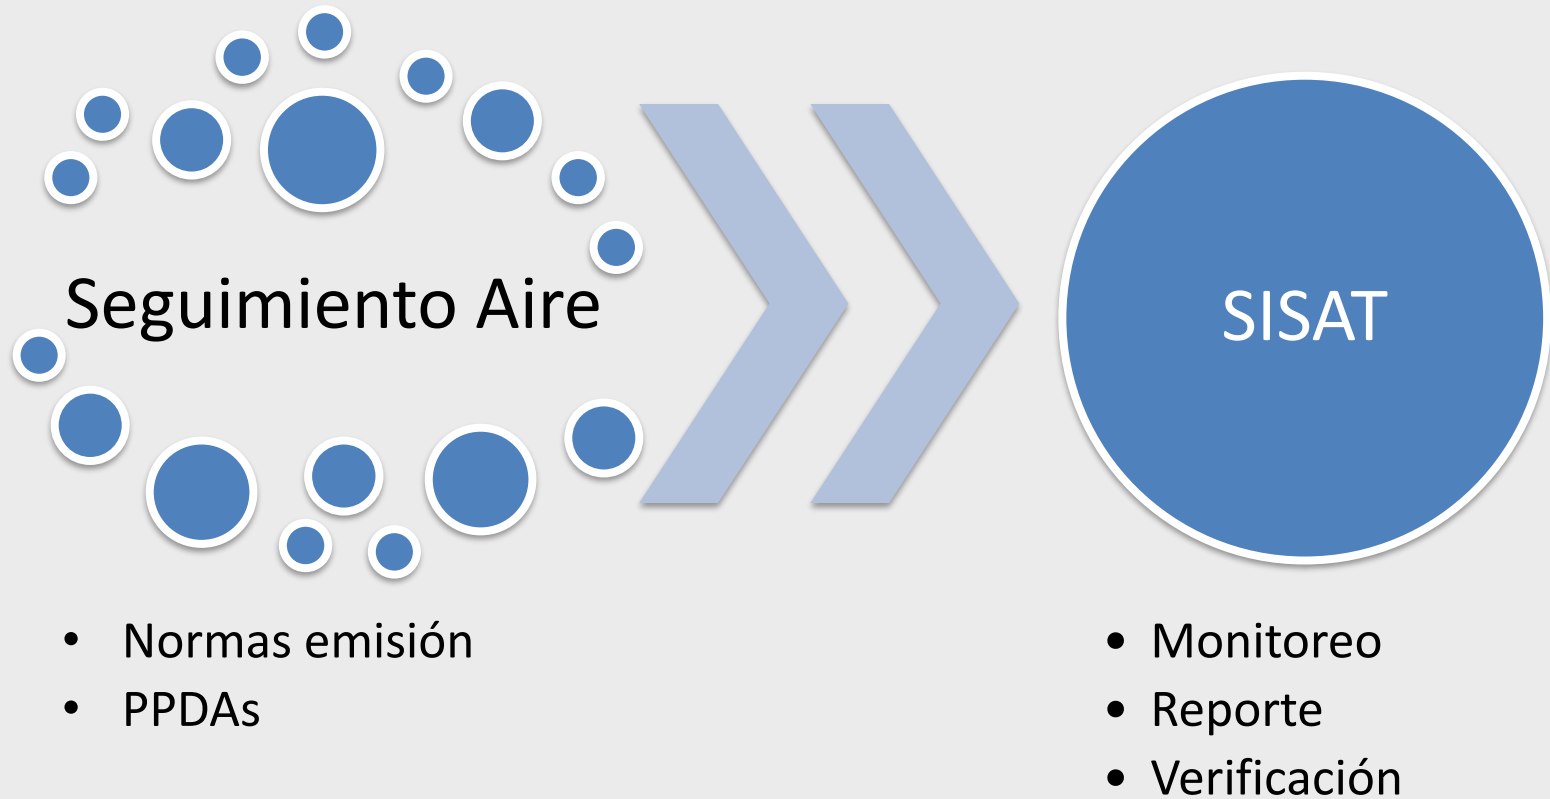 Seguimiento Aire
SISAT
• Normas emisión
• PPDAs
• Monitoreo
• Reporte
• Verificación